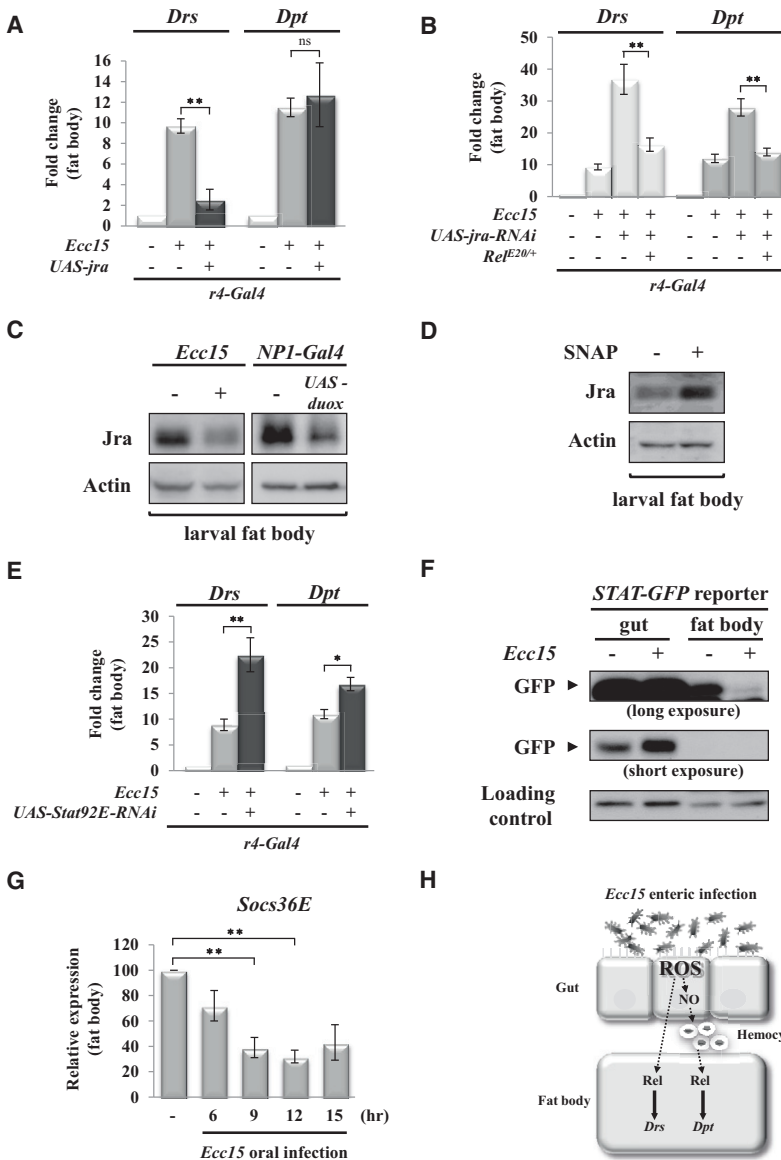 A
Drs Dpt
Fold change
(fat body)
16
14
12
10
8
6
4
2
0
** ns
Ecc15 - + + - + +
UAS-jra - - + - - +
r4-Gal4
B
Drs Dpt
Fold change
(fat body)
50
40
30
20
10
0
** **
Ecc15 - + + + - + + +
UAS-jra-RNAi - - + + - - + +
Rel^E20/+ - - - + - - - +
r4-Gal4
C
Ecc15 NP1-Gal4
- + - UAS -
duox
Jra
Actin
larval fat body
D
SNAP - +
Jra
Actin
larval fat body
E
Drs Dpt
Fold change
(fat body)
30
25
20
15
10
5
0
** *
Ecc15 - + + - + +
UAS-Stat92E-RNAi - - + - - +
r4-Gal4
F
STAT-GFP reporter
gut fat body
Ecc15 - + - +
GFP
(long exposure)
GFP
(short exposure)
Loading
control
G
Socs36E
Relative expression
(fat body)
120
100
80
60
40
20
0
**
**
- 6 9 12 15 (hr)
Ecc15 oral infection
H
Ecc15 enteric infection
ROS
Gut
NO
Hemocy
Rel Rel
Fat body
Drs Dpt